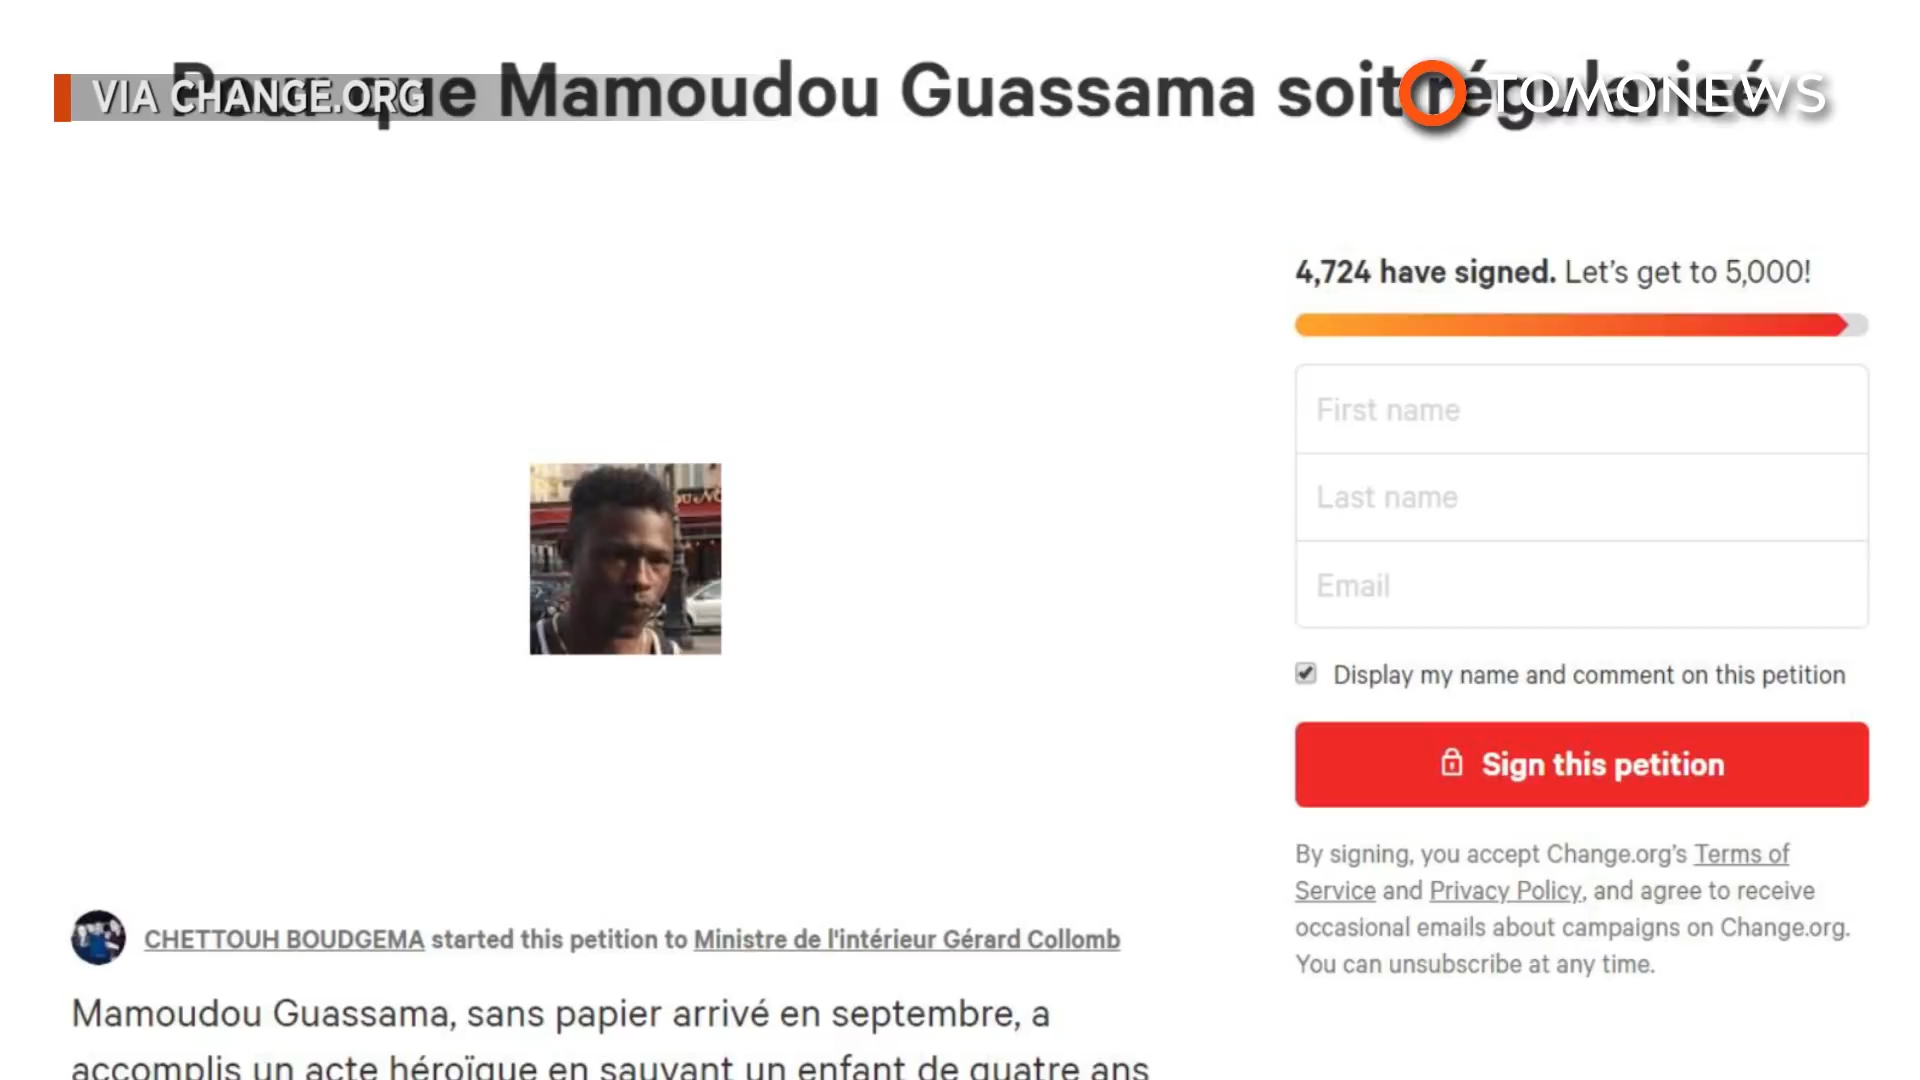 VIA CHANGE.ORG
Pour que Mamoudou Guassama soit régularisé
TOMONEWS
4,724 have signed. Let's get to 5,000!
First name
Last name
Email
Display my name and comment on this petition
Sign this petition
By signing, you accept Change.org's Terms of
Service and Privacy Policy, and agree to receive
occasional emails about campaigns on Change.org.
You can unsubscribe at any time.
CHETTOUH BOUDGEMA started this petition to Ministre de l'intérieur Gérard Collomb
Mamoudou Guassama, sans papier arrivé en septembre, a
accomplis un acte héroïque en sauvant un enfant de quatre ans